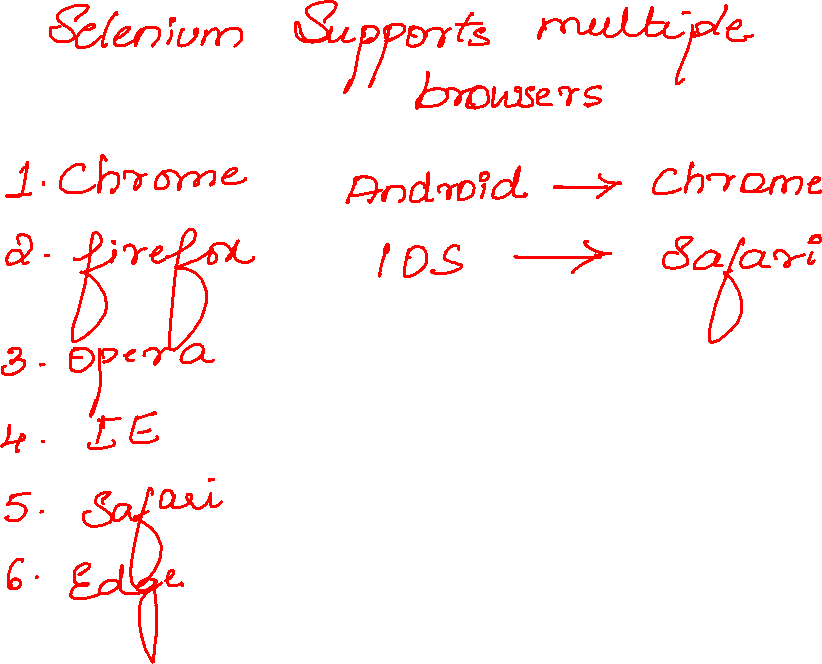 Selenium Supports multiple
browsers
1. Chrome Android → Chrome
2. firefox IOS → Safari
3. Opera
4. IE
5. Safari
6. Edge